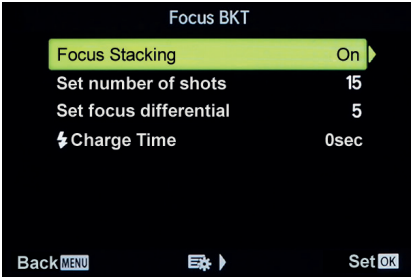 Focus BKT
Focus Stacking On
Set number of shots 15
Set focus differential 5
Charge Time 0sec
Back MENU Set OK